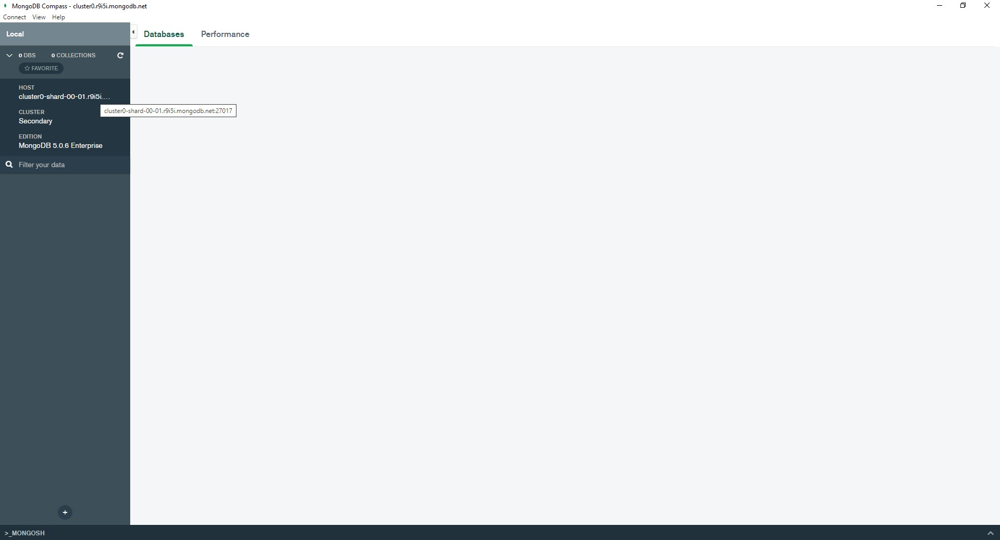 MongoDB Compass - cluster0.r9i5i.mongodb.net
Connect View Help
Local
Databases Performance
0 DBS 0 COLLECTIONS
FAVORITE
HOST
cluster0-shard-00-01.r9i5i....
cluster0-shard-00-01.r9i5i.mongodb.net:27017
CLUSTER
Secondary
EDITION
MongoDB 5.0.6 Enterprise
Filter your data
+
>_MONGOSH